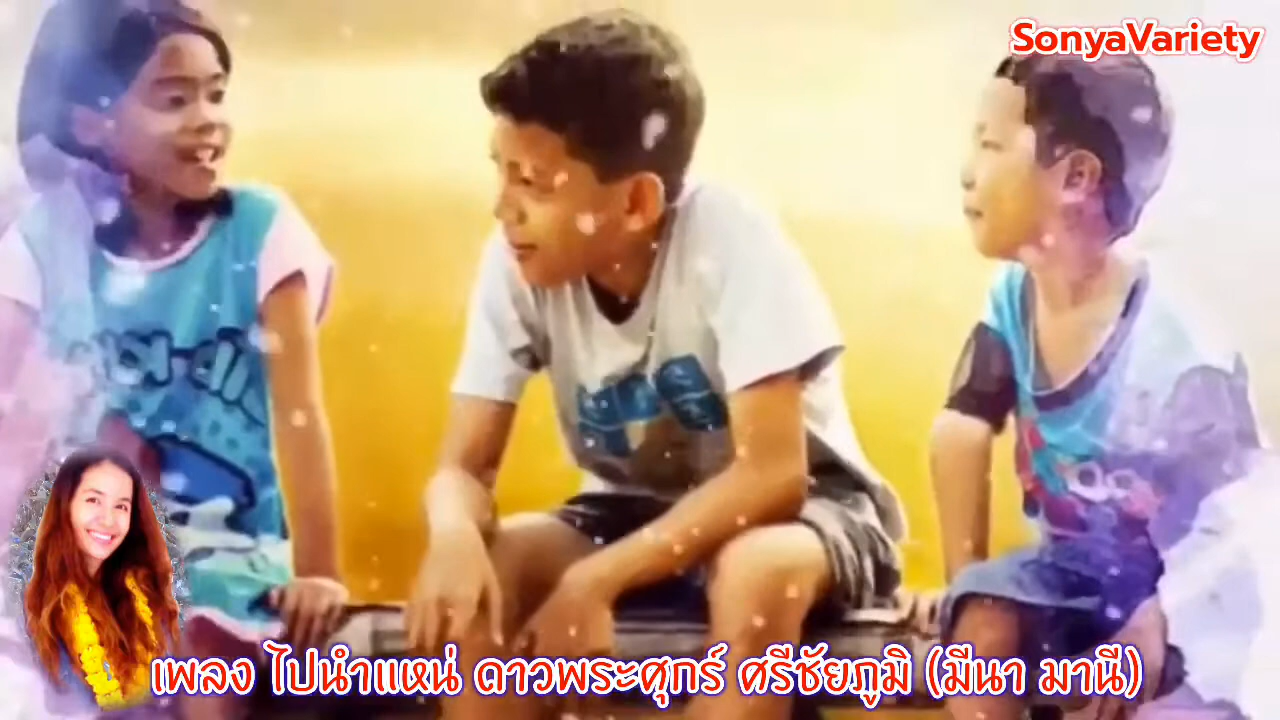 SonyaVariety
เพลง ไปนำแหน่ ดาวพระศุกร์ ศรีชัยภูมิ (มีนา มานี)